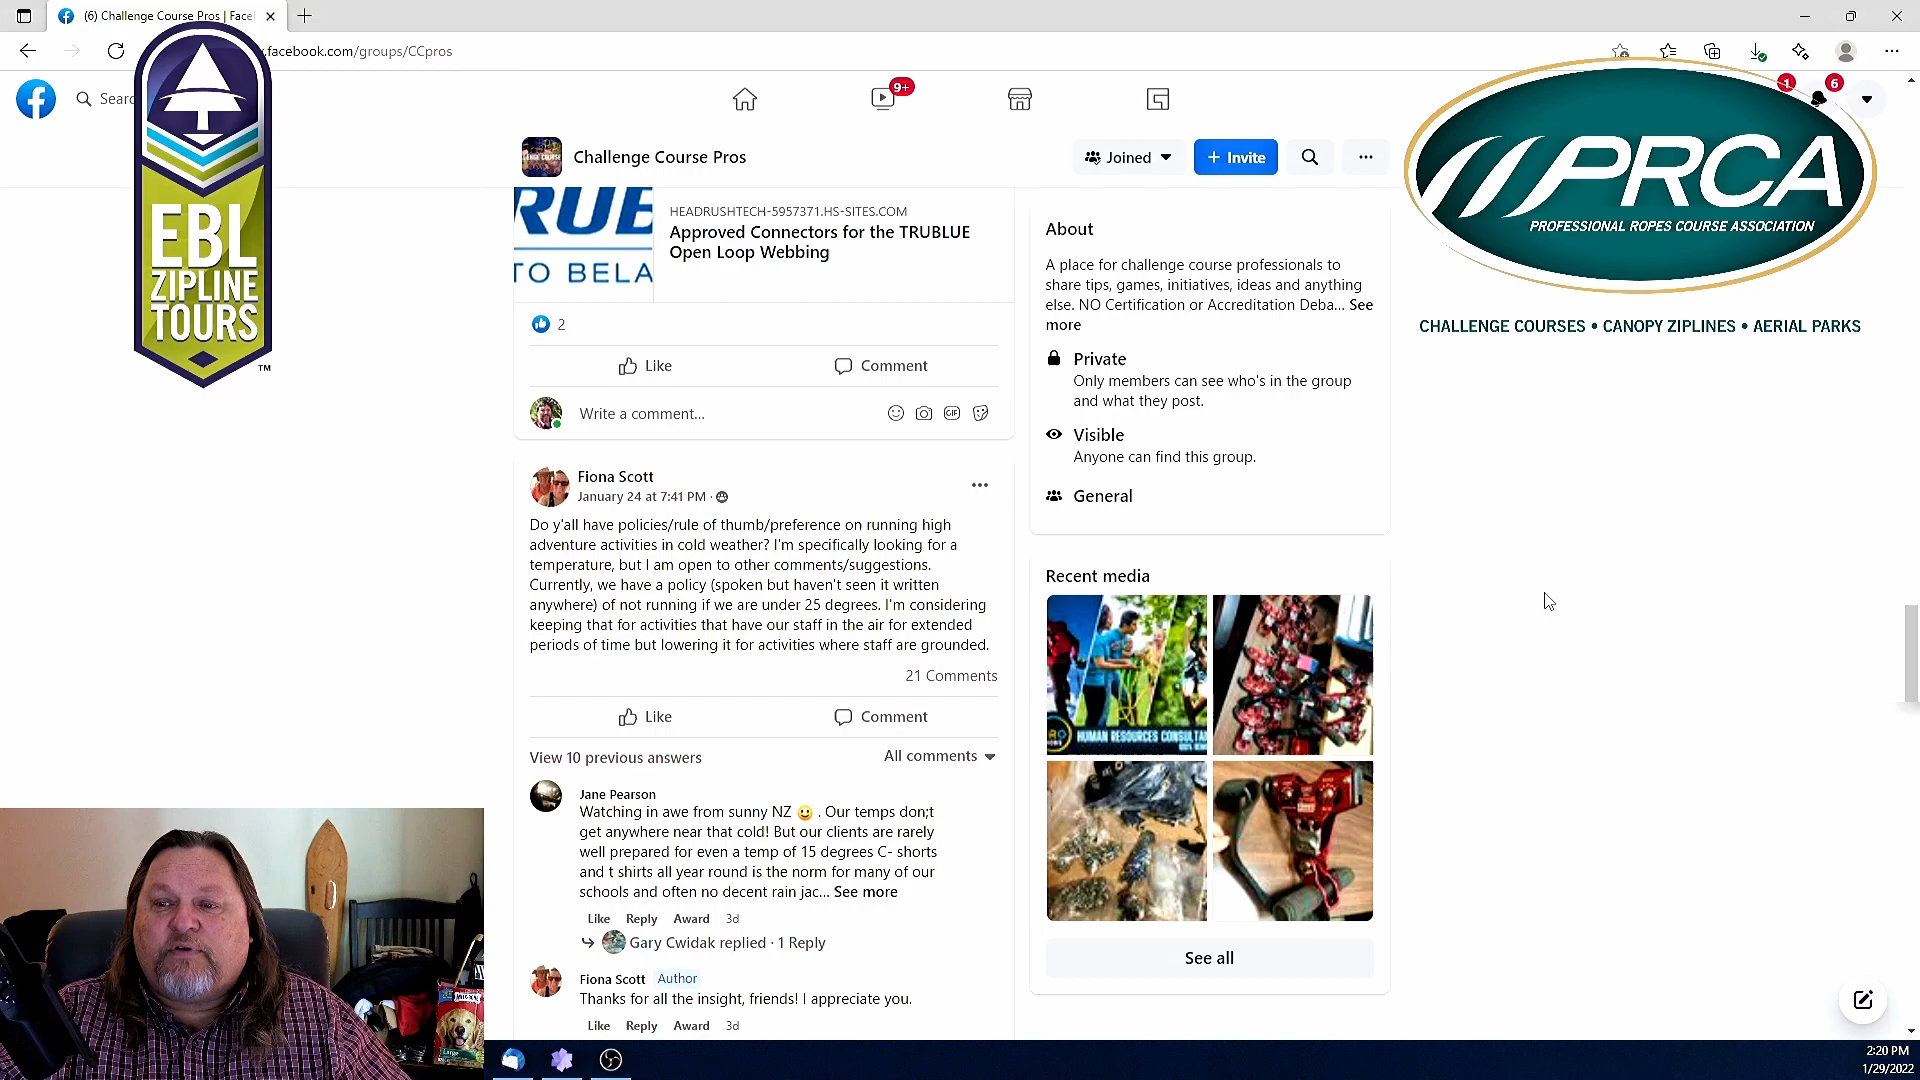 (6) Challenge Course Pros | Face
.facebook.com/groups/CCpros
Sear
9+
1
6
EBL
ZIPLINE
TOURS
TM
Challenge Course Pros
Joined
+ Invite
PRCA
PROFESSIONAL ROPES COURSE ASSOCIATION
CHALLENGE COURSES • CANOPY ZIPLINES • AERIAL PARKS
RUB
TO BELA
HEADRUSHTECH-5957371.HS-SITES.COM
Approved Connectors for the TRUBLUE
Open Loop Webbing
2
Like
Comment
Write a comment...
GIF
Fiona Scott
January 24 at 7:41 PM ·
Do y'all have policies/rule of thumb/preference on running high
adventure activities in cold weather? I'm specifically looking for a
temperature, but I am open to other comments/suggestions.
Currently, we have a policy (spoken but haven't seen it written
anywhere) of not running if we are under 25 degrees. I'm considering
keeping that for activities that have our staff in the air for extended
periods of time but lowering it for activities where staff are grounded.
21 Comments
Like
Comment
View 10 previous answers
All comments
Jane Pearson
Watching in awe from sunny NZ 😀 . Our temps don;t
get anywhere near that cold! But our clients are rarely
well prepared for even a temp of 15 degrees C- shorts
and t shirts all year round is the norm for many of our
schools and often no decent rain jac... See more
Like Reply Award 3d
Gary Cwidak replied · 1 Reply
Fiona Scott Author
Thanks for all the insight, friends! I appreciate you.
Like Reply Award 3d
About
A place for challenge course professionals to
share tips, games, initiatives, ideas and anything
else. NO Certification or Accreditation Deba... See
more
Private
Only members can see who's in the group
and what they post.
Visible
Anyone can find this group.
General
Recent media
HUMAN RESOURCES CONSULTA
See all
2:20 PM
1/29/2022